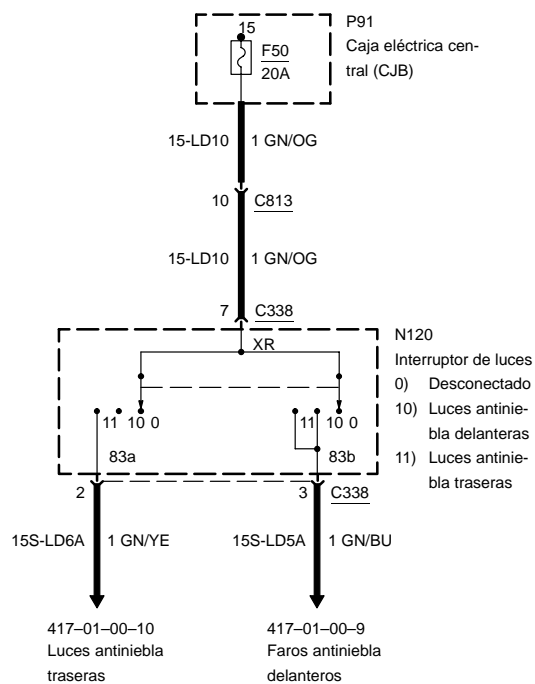 15
F50
20A
P91
Caja eléctrica cen-
tral (CJB)
15-LD10 1 GN/OG
10 C813
15-LD10 1 GN/OG
7 C338
XR
N120
Interruptor de luces
0) Desconectado
10) Luces antinie-
bla delanteras
11) Luces antinie-
bla traseras
11 10 0
11 10 0
83a
83b
2
3 C338
15S-LD6A 1 GN/YE
15S-LD5A 1 GN/BU
417–01–00–10
Luces antiniebla
traseras
417–01–00–9
Faros antiniebla
delanteros